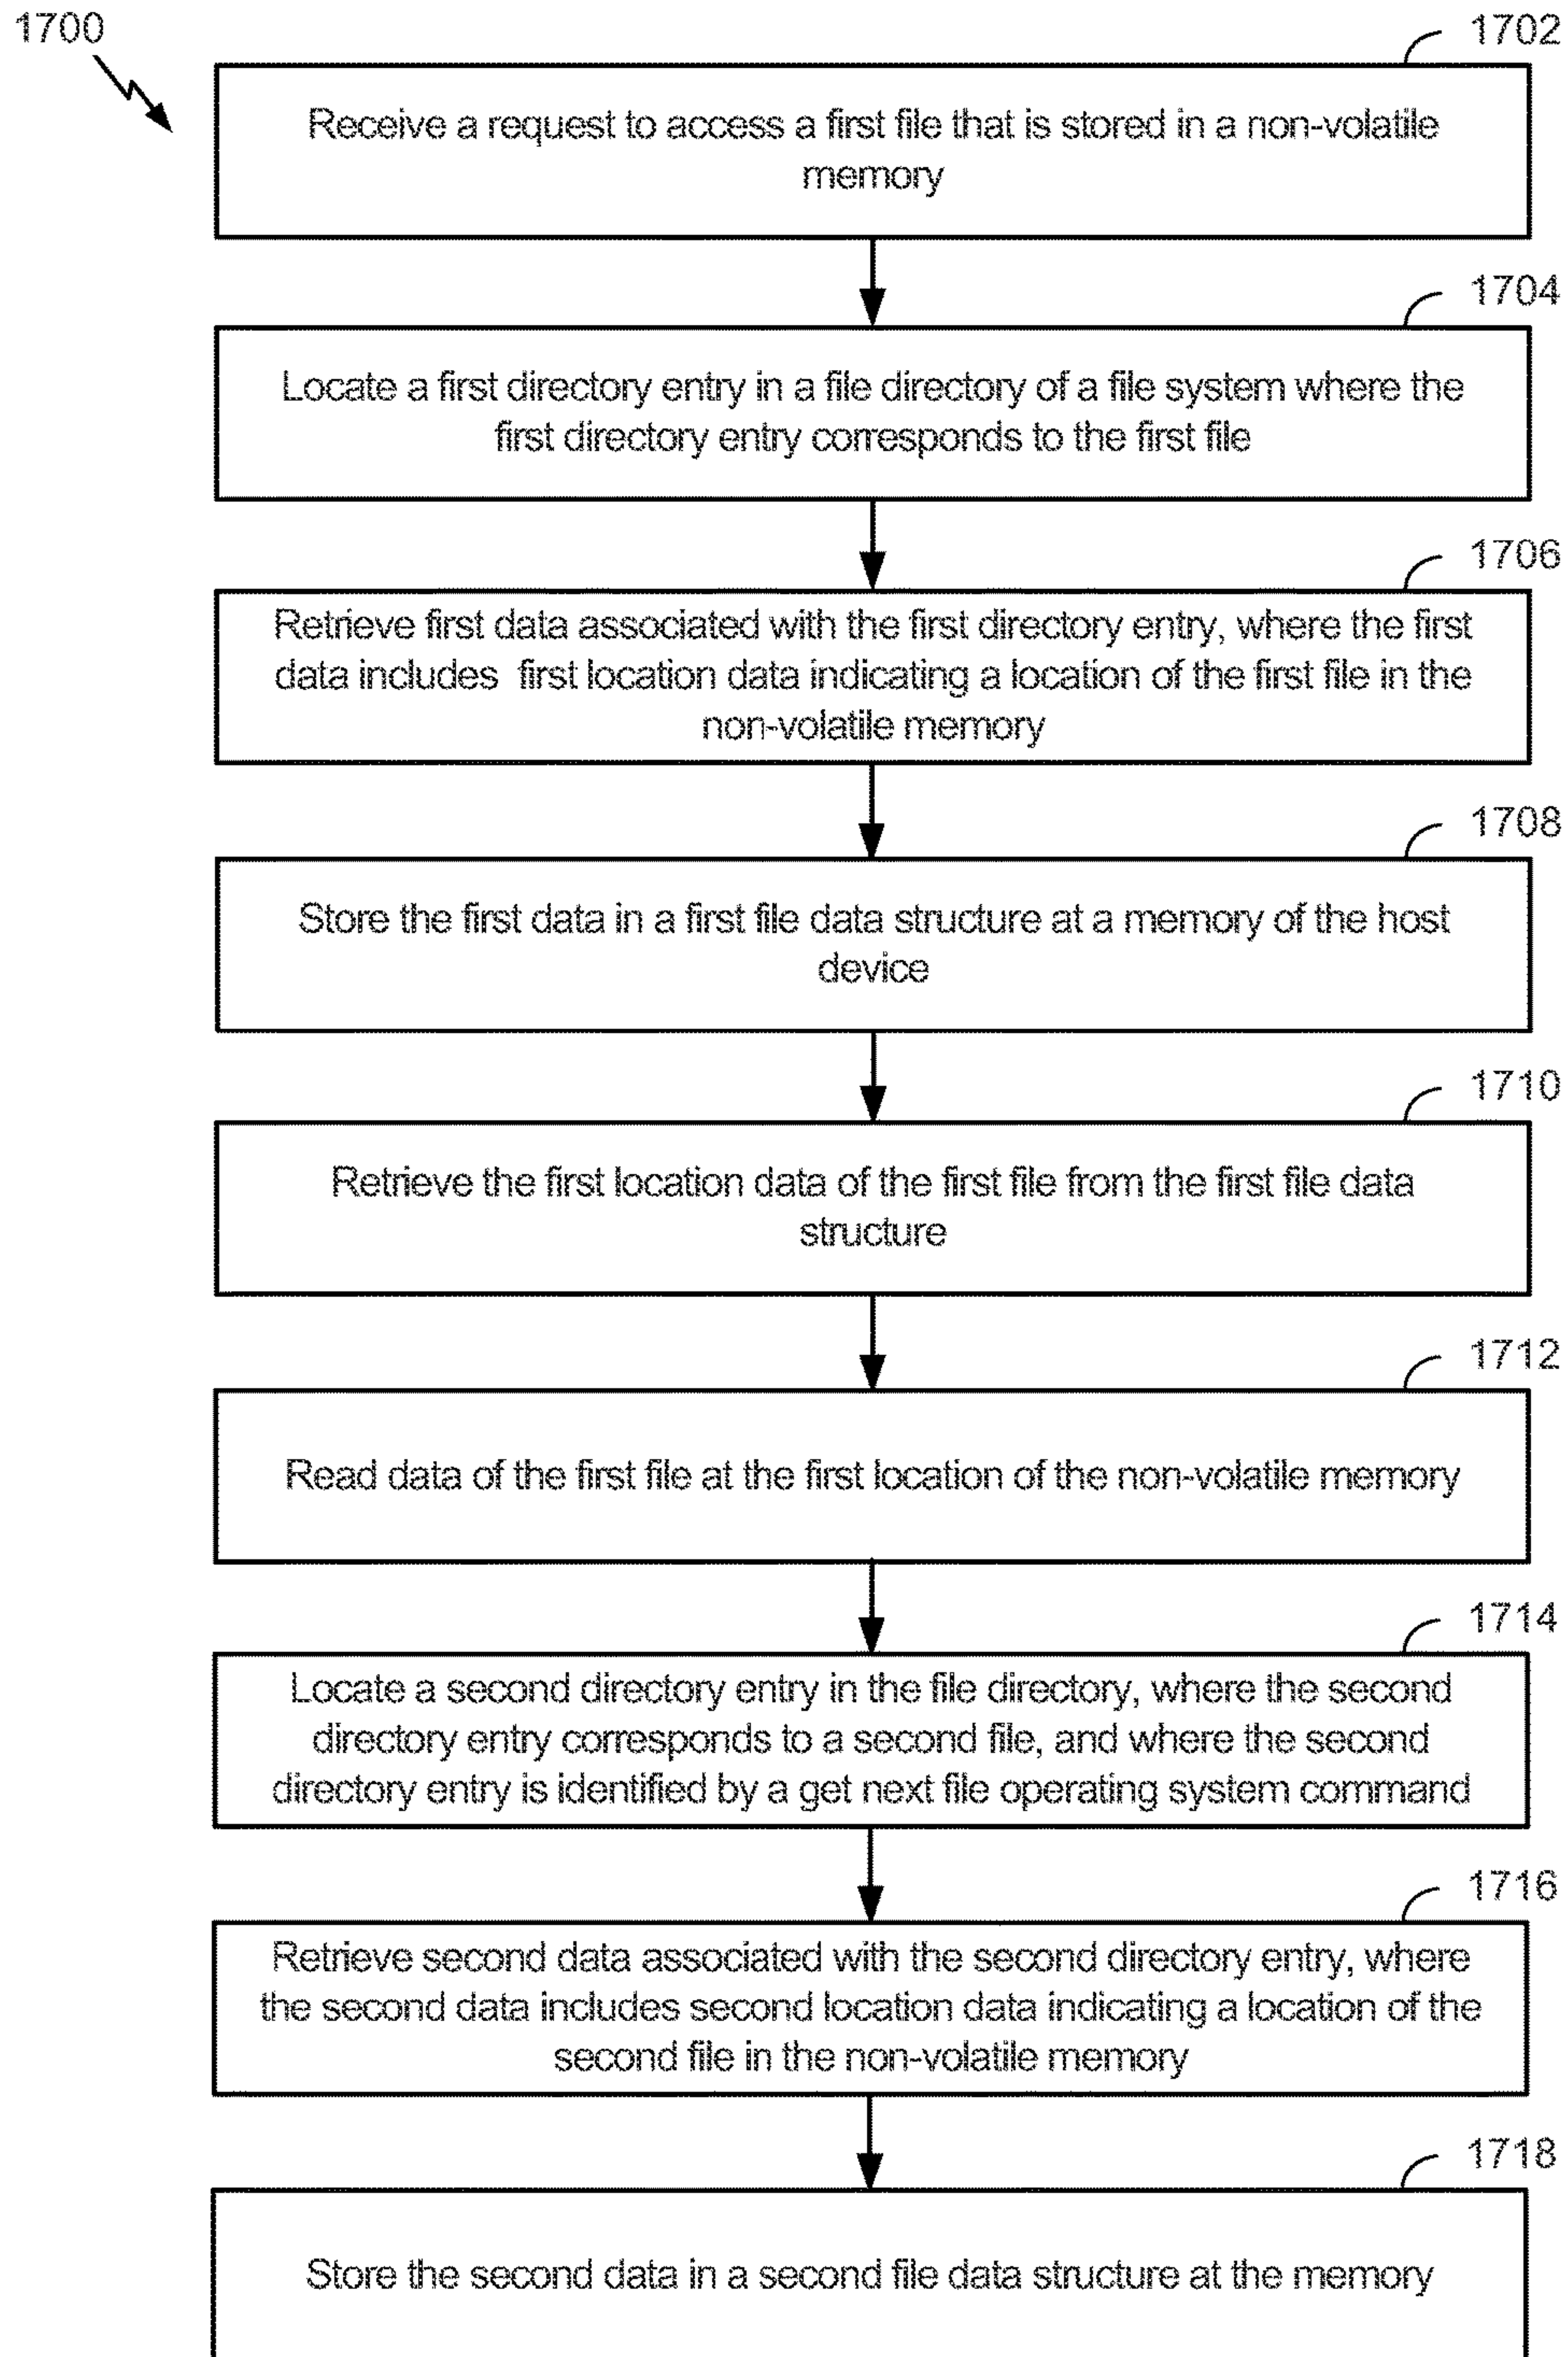 1700
1702
Receive a request to access a first file that is stored in a non-volatile
memory
1704
Locate a first directory entry in a file directory of a file system where the
first directory entry corresponds to the first file
1706
Retrieve first data associated with the first directory entry, where the first
data includes first location data indicating a location of the first file in the
non-volatile memory
1708
Store the first data in a first file data structure at a memory of the host
device
1710
Retrieve the first location data of the first file from the first file data
structure
1712
Read data of the first file at the first location of the non-volatile memory
1714
Locate a second directory entry in the file directory, where the second
directory entry corresponds to a second file, and where the second
directory entry is identified by a get next file operating system command
1716
Retrieve second data associated with the second directory entry, where
the second data includes second location data indicating a location of the
second file in the non-volatile memory
1718
Store the second data in a second file data structure at the memory